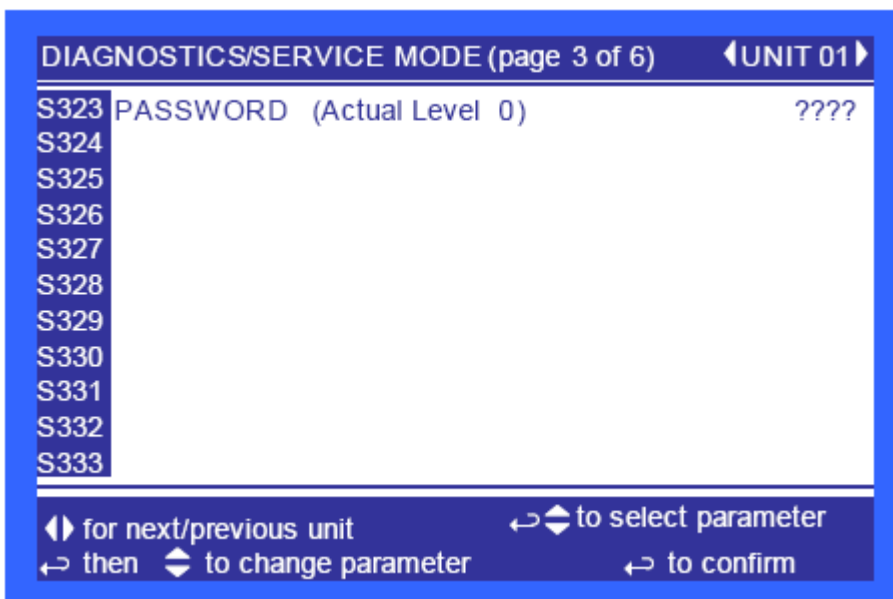 DIAGNOSTICS/SERVICE MODE (page 3 of 6) UNIT 01
S323 PASSWORD (Actual Level 0) ????
S324
S325
S326
S327
S328
S329
S330
S331
S332
S333
for next/previous unit to select parameter
then to change parameter to confirm